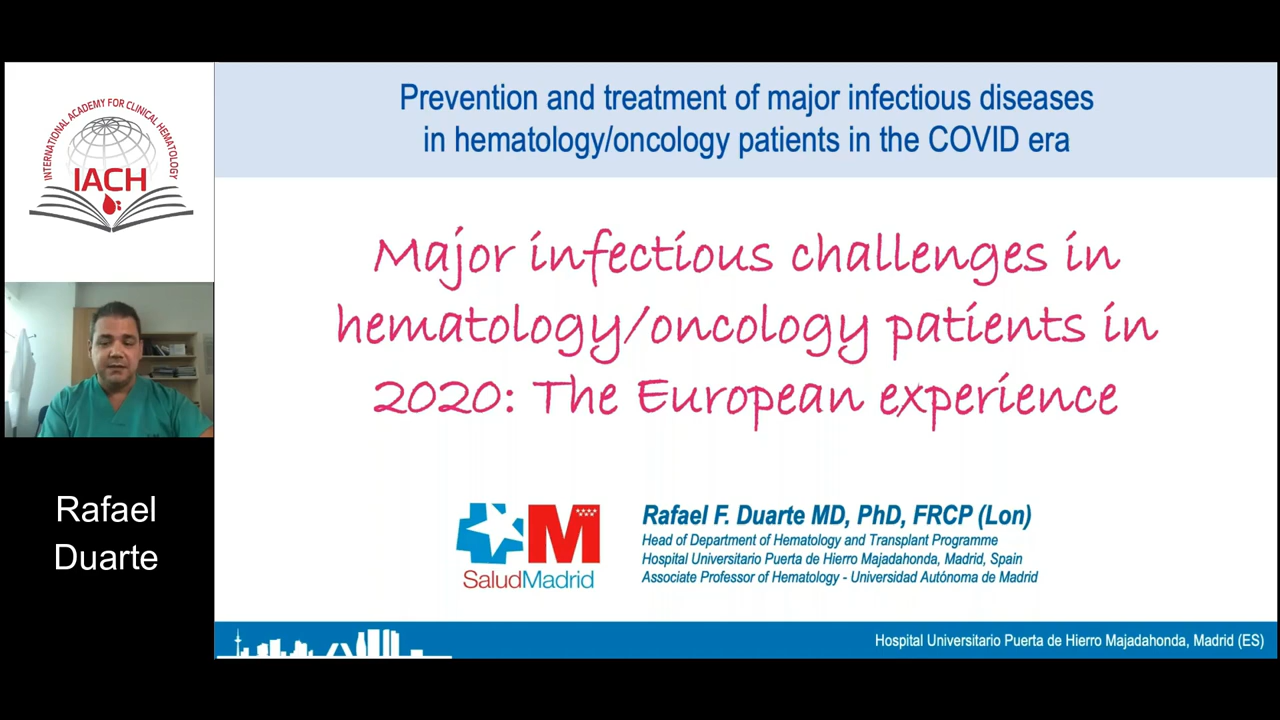 INTERNATIONAL ACADEMY FOR CLINICAL HEMATOLOGY
IACH
Rafael
Duarte
Prevention and treatment of major infectious diseases
in hematology/oncology patients in the COVID era
Major infectious challenges in
hematology/oncology patients in
2020: The European experience
M
SaludMadrid
Rafael F. Duarte MD, PhD, FRCP (Lon)
Head of Department of Hematology and Transplant Programme
Hospital Universitario Puerta de Hierro Majadahonda, Madrid, Spain
Associate Professor of Hematology - Universidad Autónoma de Madrid
Hospital Universitario Puerta de Hierro Majadahonda, Madrid (ES)